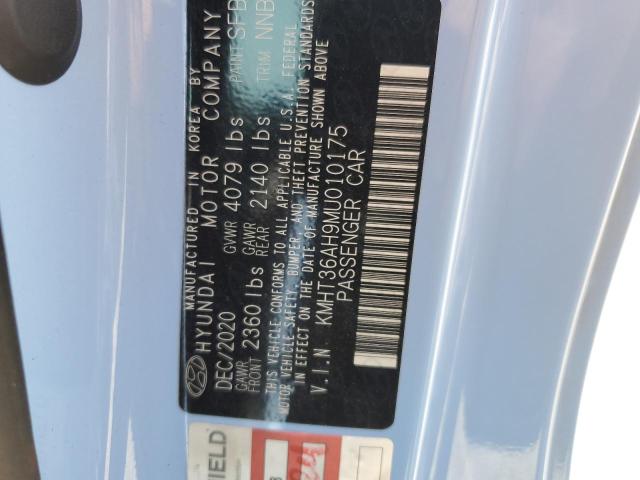 MANUFACTURED IN KOREA BY
HYUNDAI MOTOR COMPANY
DEC/2020 GVWR 4079 lbs PAINT SFB
GAWR FRONT 2360 lbs GAWR REAR 2140 lbs TRIM NNB
THIS VEHICLE CONFORMS TO ALL APPLICABLE U.S.A. FEDERAL
MOTOR VEHICLE SAFETY, BUMPER, AND THEFT PREVENTION STANDARDS
IN EFFECT ON THE DATE OF MANUFACTURE SHOWN ABOVE
V.I.N KMHT36AH9MU010175
PASSENGER CAR
IELD